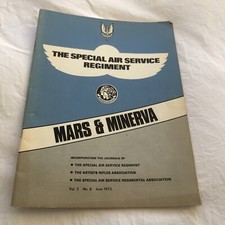 THE SPECIAL AIR SERVICE
REGIMENT
MARS & MINERVA
INCORPORATING THE JOURNALS OF
THE SPECIAL AIR SERVICE REGIMENT
THE ARTISTS RIFLES ASSOCIATION
THE SPECIAL AIR SERVICE REGIMENTAL ASSOCIATION